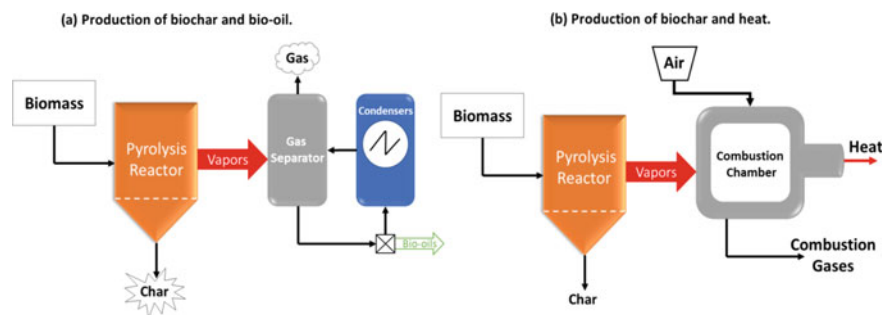 (a) Production of biochar and bio-oil.
Gas
Biomass
Pyrolysis
Reactor
Vapors
Gas
Separator
Condensers
Bio-oils
Char
(b) Production of biochar and heat.
Air
Biomass
Pyrolysis
Reactor
Vapors
Combustion
Chamber
Heat
Combustion
Gases
Char